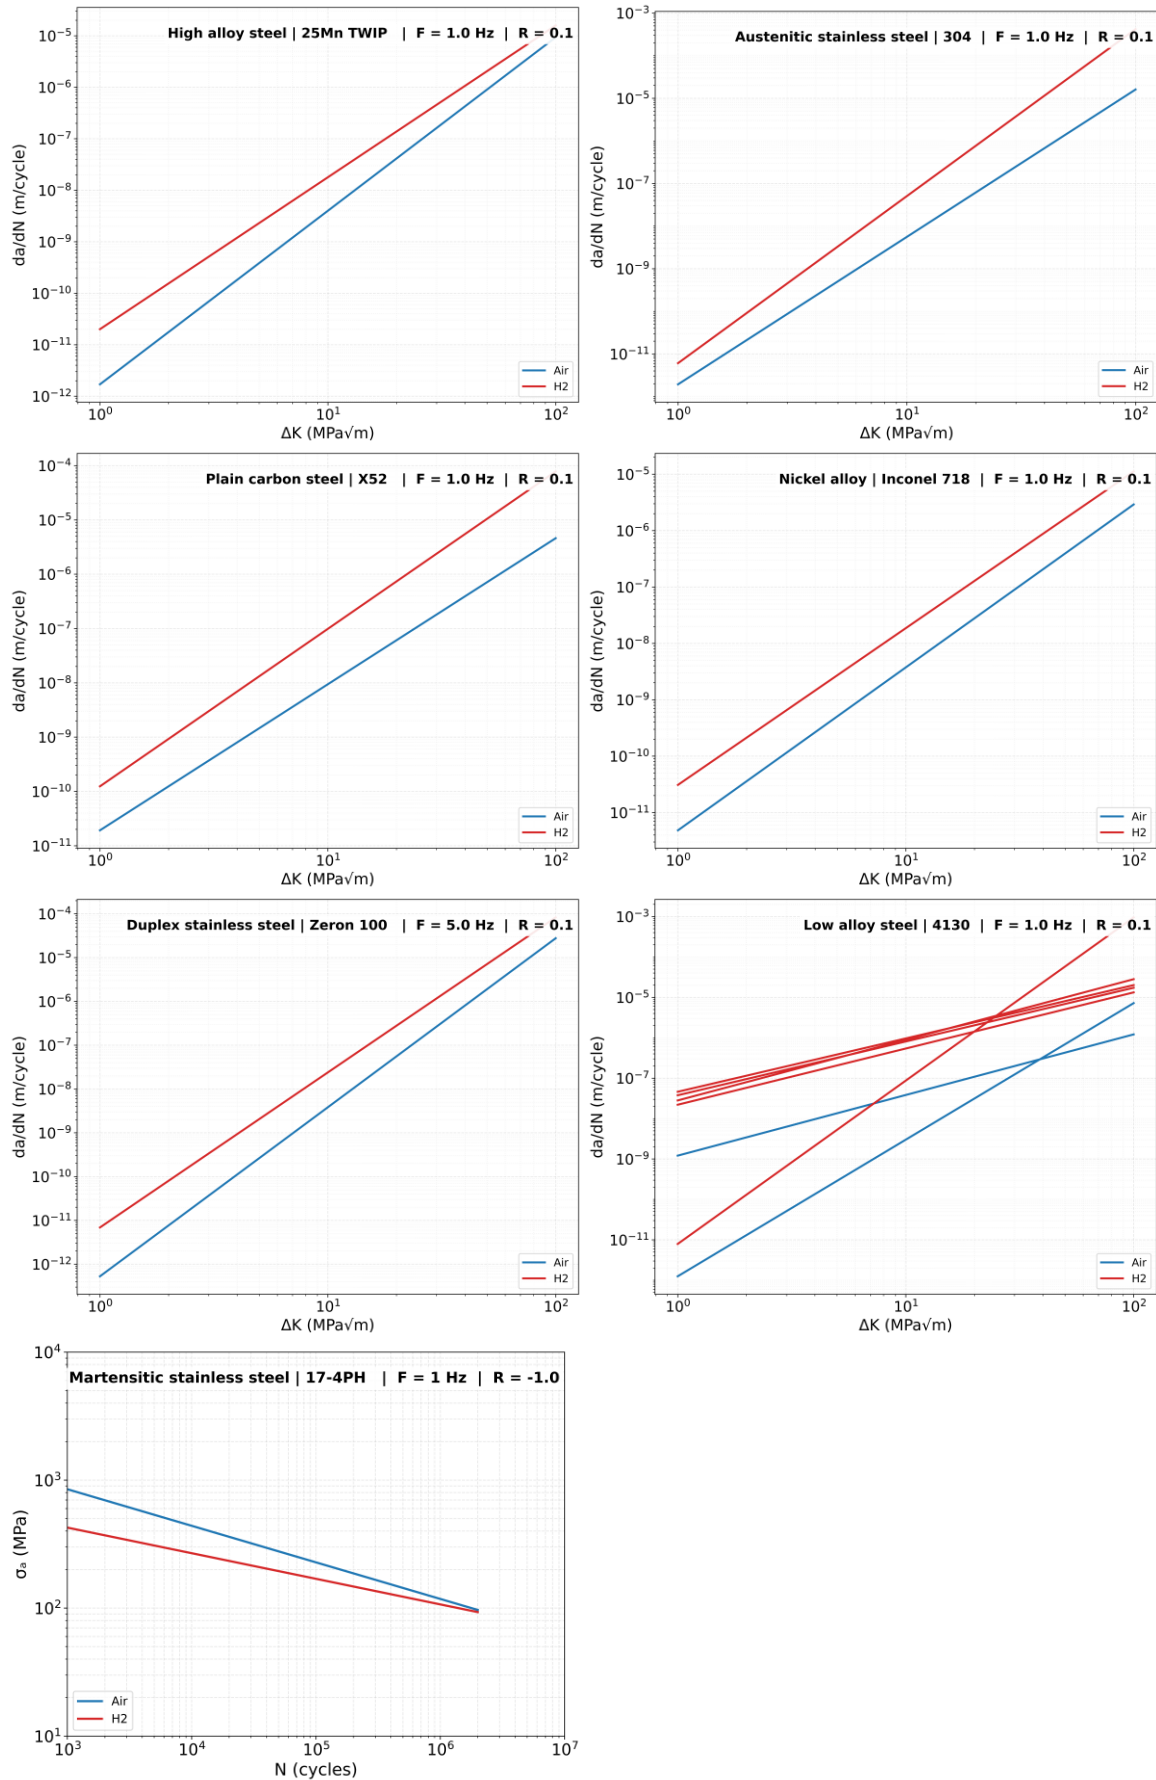 High alloy steel | 25Mn TWIP | F = 1.0 Hz | R = 0.1
da/dN (m/cycle)
10⁻⁵
10⁻⁶
10⁻⁷
10⁻⁸
10⁻⁹
10⁻¹⁰
10⁻¹¹
10⁻¹²
Air
H2
10⁰ 10¹ 10²
ΔK (MPa√m)
Austenitic stainless steel | 304 | F = 1.0 Hz | R = 0.1
da/dN (m/cycle)
10⁻³
10⁻⁵
10⁻⁷
10⁻⁹
10⁻¹¹
Air
H2
10⁰ 10¹ 10²
ΔK (MPa√m)
Plain carbon steel | X52 | F = 1.0 Hz | R = 0.1
da/dN (m/cycle)
10⁻⁴
10⁻⁵
10⁻⁶
10⁻⁷
10⁻⁸
10⁻⁹
10⁻¹⁰
10⁻¹¹
Air
H2
10⁰ 10¹ 10²
ΔK (MPa√m)
Nickel alloy | Inconel 718 | F = 1.0 Hz | R = 0.1
da/dN (m/cycle)
10⁻⁵
10⁻⁶
10⁻⁷
10⁻⁸
10⁻⁹
10⁻¹⁰
10⁻¹¹
Air
H2
10⁰ 10¹ 10²
ΔK (MPa√m)
Duplex stainless steel | Zeron 100 | F = 5.0 Hz | R = 0.1
da/dN (m/cycle)
10⁻⁴
10⁻⁵
10⁻⁶
10⁻⁷
10⁻⁸
10⁻⁹
10⁻¹⁰
10⁻¹¹
10⁻¹²
Air
H2
10⁰ 10¹ 10²
ΔK (MPa√m)
Low alloy steel | 4130 | F = 1.0 Hz | R = 0.1
da/dN (m/cycle)
10⁻³
10⁻⁵
10⁻⁷
10⁻⁹
10⁻¹¹
Air
H2
10⁰ 10¹ 10²
ΔK (MPa√m)
Martensitic stainless steel | 17-4PH | F = 1 Hz | R = -1.0
σₐ (MPa)
10⁴
10³
10²
10¹
Air
H2
10³ 10⁴ 10⁵ 10⁶ 10⁷
N (cycles)